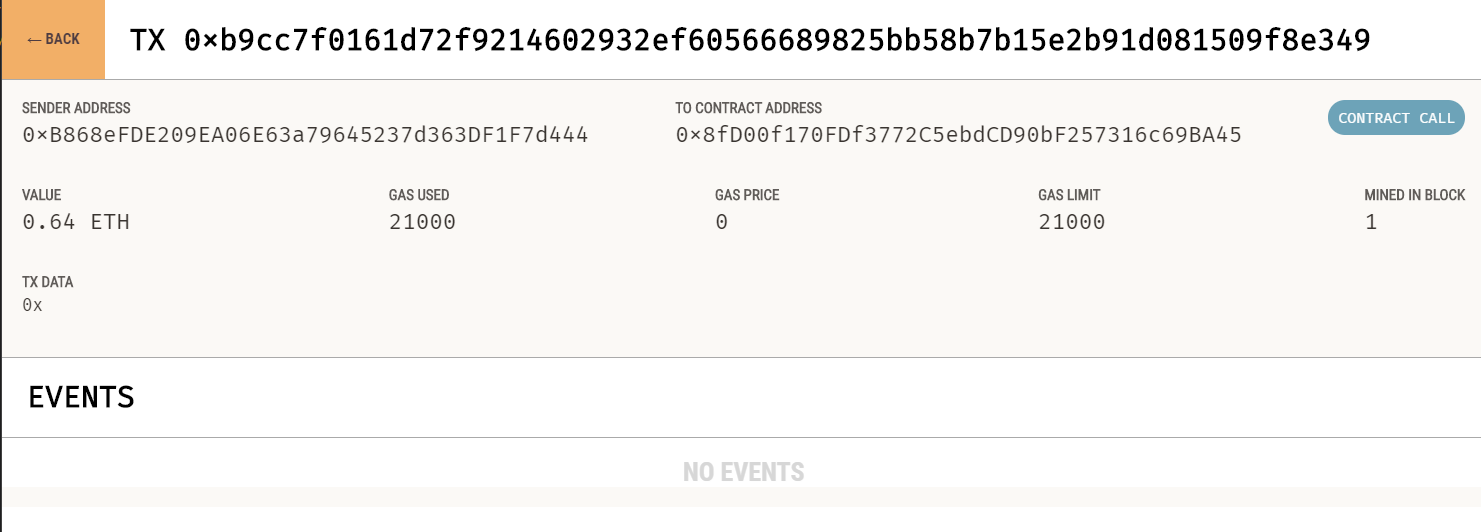 ← BACK
TX 0×b9cc7f0161d72f9214602932ef60566689825bb58b7b15e2b91d081509f8e349
SENDER ADDRESS
0×B868eFDE209EA06E63a79645237d363DF1F7d444
TO CONTRACT ADDRESS
0×8fD00f170FDf3772C5ebdCD90bF257316c69BA45
CONTRACT CALL
VALUE
0.64 ETH
GAS USED
21000
GAS PRICE
0
GAS LIMIT
21000
MINED IN BLOCK
1
TX DATA
0x
EVENTS
NO EVENTS